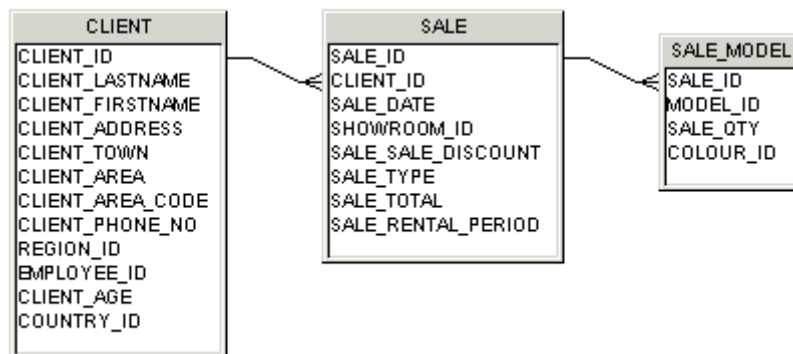 CLIENT
CLIENT_ID
CLIENT_LASTNAME
CLIENT_FIRSTNAME
CLIENT_ADDRESS
CLIENT_TOWN
CLIENT_AREA
CLIENT_AREA_CODE
CLIENT_PHONE_NO
REGION_ID
EMPLOYEE_ID
CLIENT_AGE
COUNTRY_ID
SALE
SALE_ID
CLIENT_ID
SALE_DATE
SHOWROOM_ID
SALE_SALE_DISCOUNT
SALE_TYPE
SALE_TOTAL
SALE_RENTAL_PERIOD
SALE_MODEL
SALE_ID
MODEL_ID
SALE_QTY
COLOUR_ID